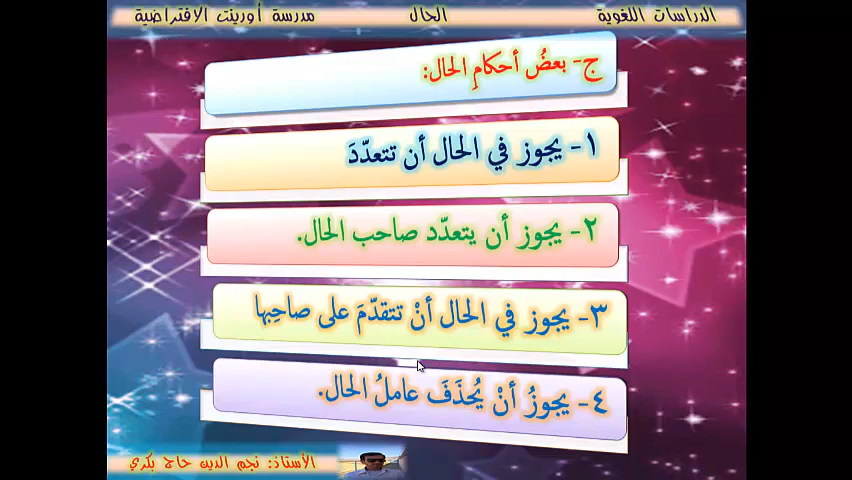 الدراسات اللغوية
الحال
مدرسة أورينت الافتراضية
ج- بعضُ أحكامِ الحال:
١- يجوز في الحال أن تتعدّدَ
٢- يجوز أن يتعدّد صاحب الحال.
٣- يجوز في الحال أنْ تتقدّمَ على صاحِبِها
٤- يجوزُ أنْ يُحذَفَ عاملُ الحال.
الأستاذ: نجم الدين حاج بكري